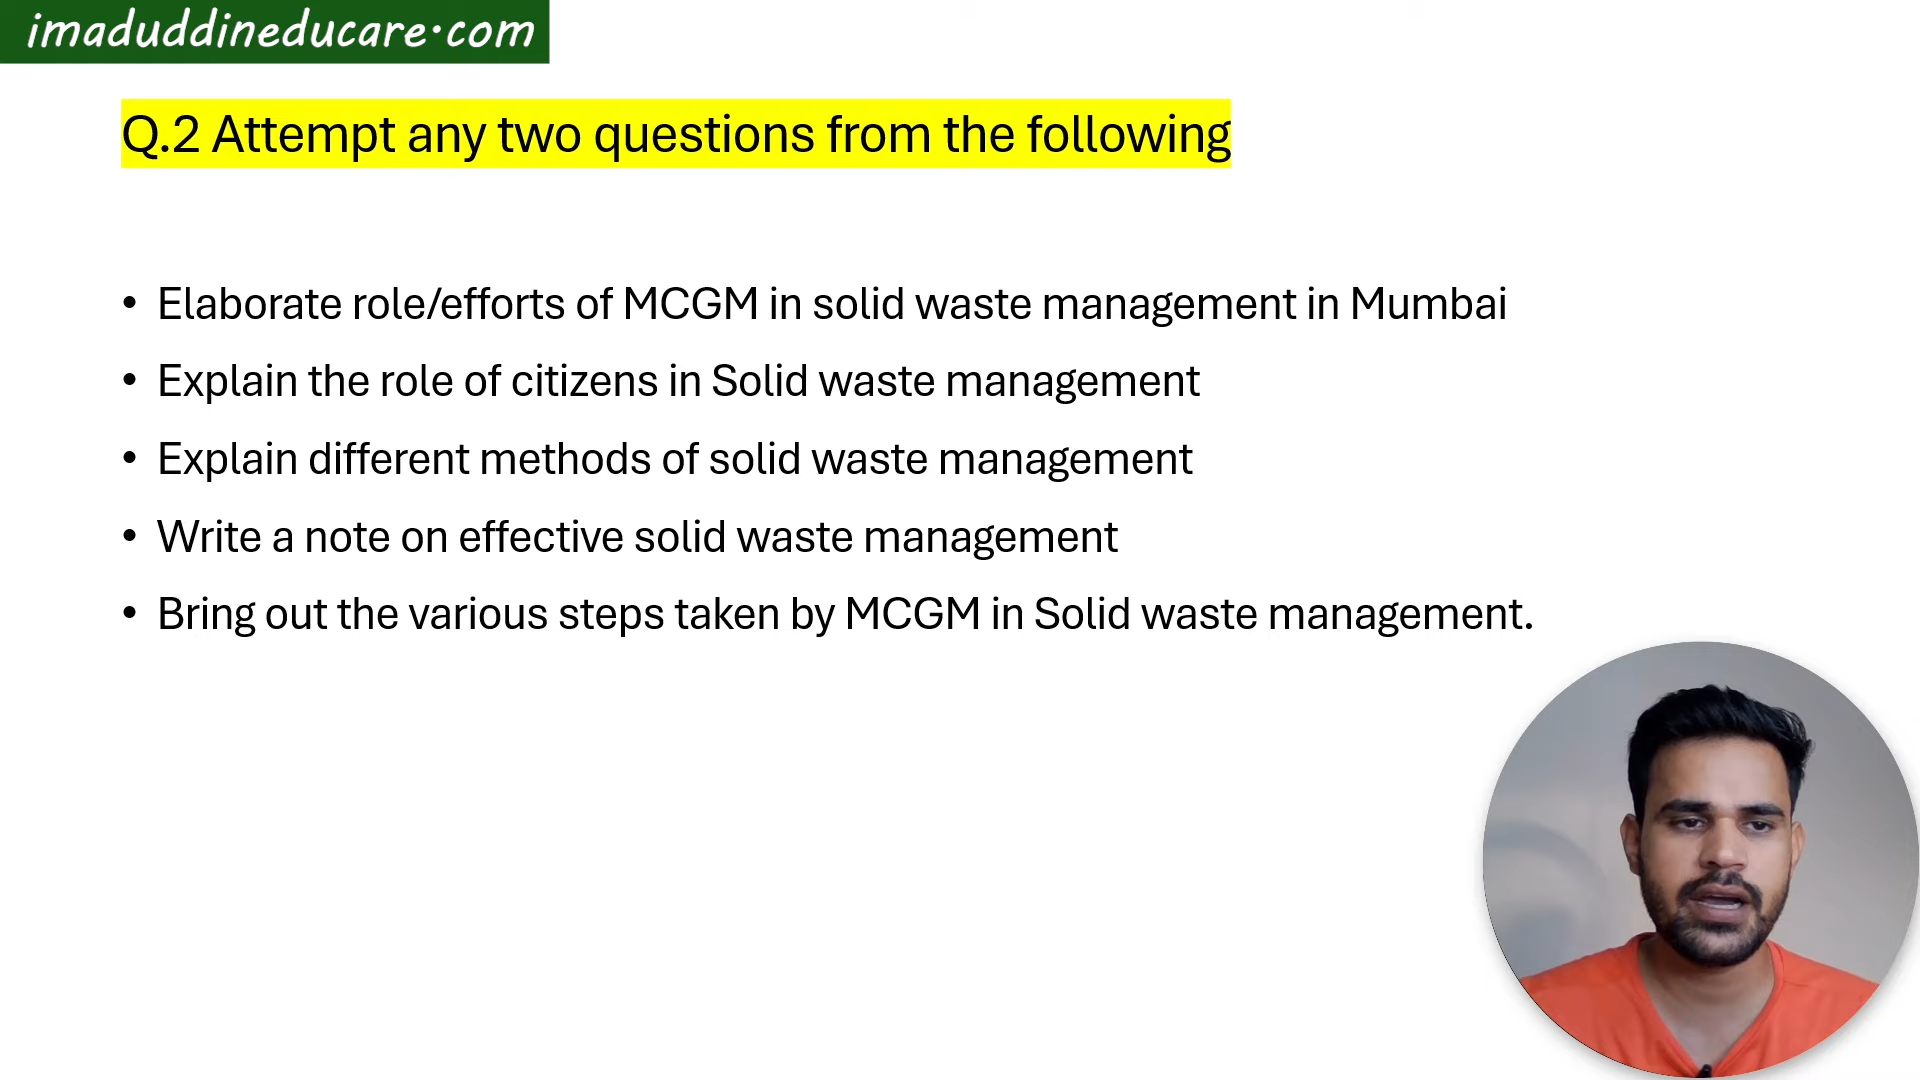 imaduddineducare.com
Q.2 Attempt any two questions from the following
• Elaborate role/efforts of MCGM in solid waste management in Mumbai
• Explain the role of citizens in Solid waste management
• Explain different methods of solid waste management
• Write a note on effective solid waste management
• Bring out the various steps taken by MCGM in Solid waste management.